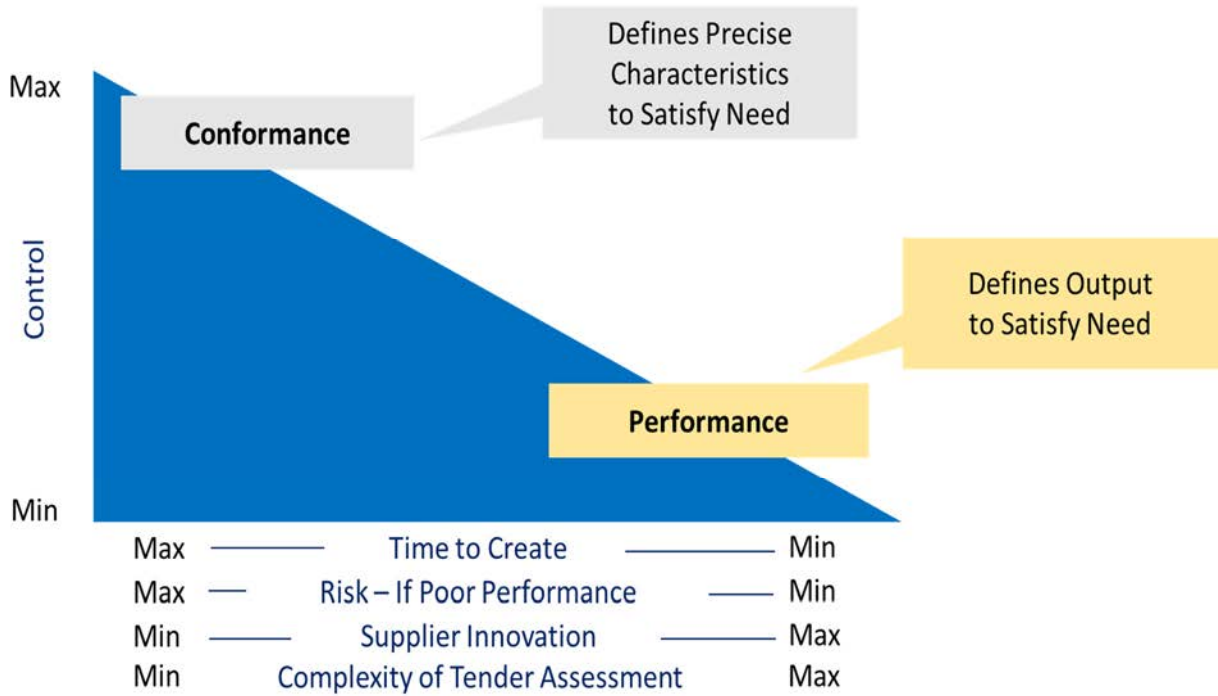 Defines Precise
Characteristics
to Satisfy Need
Max
Conformance
Control
Defines Output
to Satisfy Need
Performance
Min
Max Time to Create Min
Max Risk – If Poor Performance Min
Min Supplier Innovation Max
Min Complexity of Tender Assessment Max